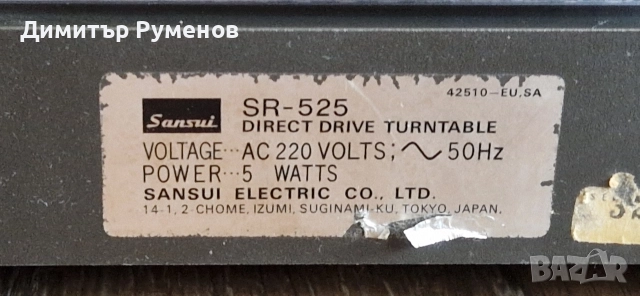 Димитър Руменов
Sansui
SR-525
42510-EU, SA
DIRECT DRIVE TURNTABLE
VOLTAGE··· AC 220 VOLTS; ∼ 50Hz
POWER···5 WATTS
SANSUI ELECTRIC CO., LTD.
14-1, 2-CHOME, IZUMI, SUGINAMI-KU, TOKYO, JAPAN.
BAZAR